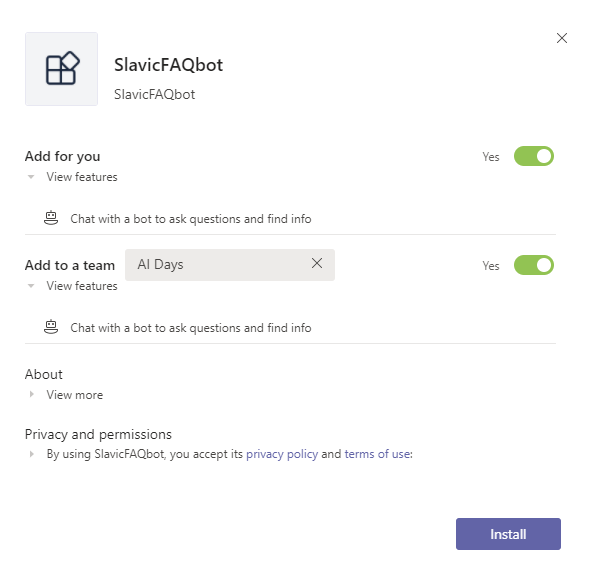 SlavicFAQbot
SlavicFAQbot
Add for you
Yes
View features
Chat with a bot to ask questions and find info
Add to a team
AI Days
Yes
View features
Chat with a bot to ask questions and find info
About
View more
Privacy and permissions
By using SlavicFAQbot, you accept its privacy policy and terms of use:
Install